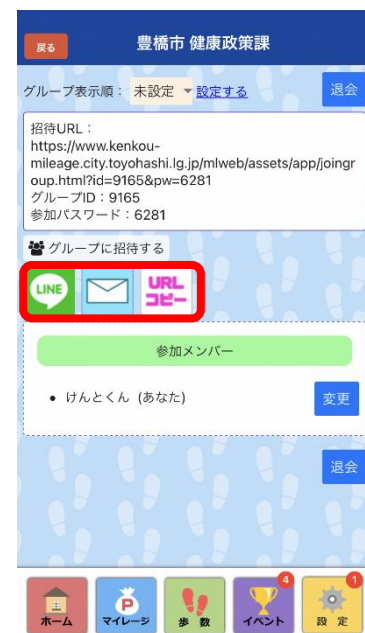 戻る
豊橋市 健康政策課
グループ表示順： 未設定 設定する
退会
招待URL：
https://www.kenkou-
mileage.city.toyohashi.lg.jp/mlweb/assets/app/joingr
oup.html?id=9165&pw=6281
グループID：9165
参加パスワード：6281
グループに招待する
LINE
URL
コピー
参加メンバー
• けんとくん (あなた)
変更
退会
4
1
P
ホーム
マイレージ
歩 数
イベント
設 定